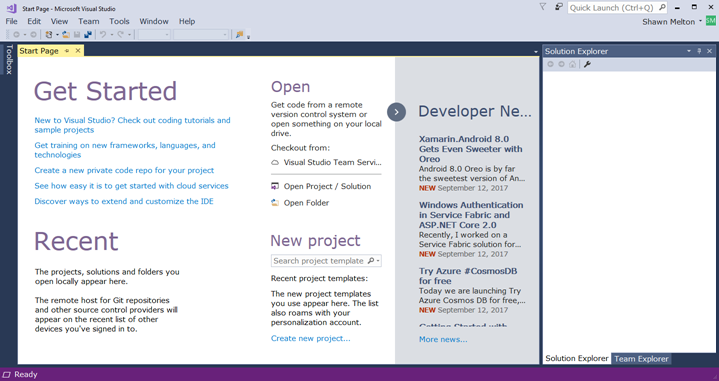 Start Page - Microsoft Visual Studio
Quick Launch (Ctrl+Q)
File Edit View Team Tools Window Help
Shawn Melton
SM
Toolbox
Start Page
Solution Explorer
Get Started
New to Visual Studio? Check out coding tutorials and
sample projects
Get training on new frameworks, languages, and
technologies
Create a new private code repo for your project
See how easy it is to get started with cloud services
Discover ways to extend and customize the IDE
Recent
The projects, solutions and folders you
open locally appear here.
The remote host for Git repositories
and other source control providers will
appear on the recent list of other
devices you've signed in to.
Open
Get code from a remote
version control system or
open something on your local
drive.
Checkout from:
Visual Studio Team Servi...
Open Project / Solution
Open Folder
New project
Search project template
Recent project templates:
The new project templates
you use appear here. The list
also roams with your
personalization account.
Create new project...
Developer Ne...
Xamarin.Android 8.0
Gets Even Sweeter with
Oreo
Android 8.0 Oreo is by far
the sweetest version of An...
NEW September 12, 2017
Windows Authentication
in Service Fabric and
ASP.NET Core 2.0
Recently, I worked on a
Service Fabric solution for...
NEW September 12, 2017
Try Azure #CosmosDB
for free
Today we are launching Try
Azure Cosmos DB for free,...
NEW September 12, 2017
Getting Started with
More news...
Solution Explorer Team Explorer
Ready